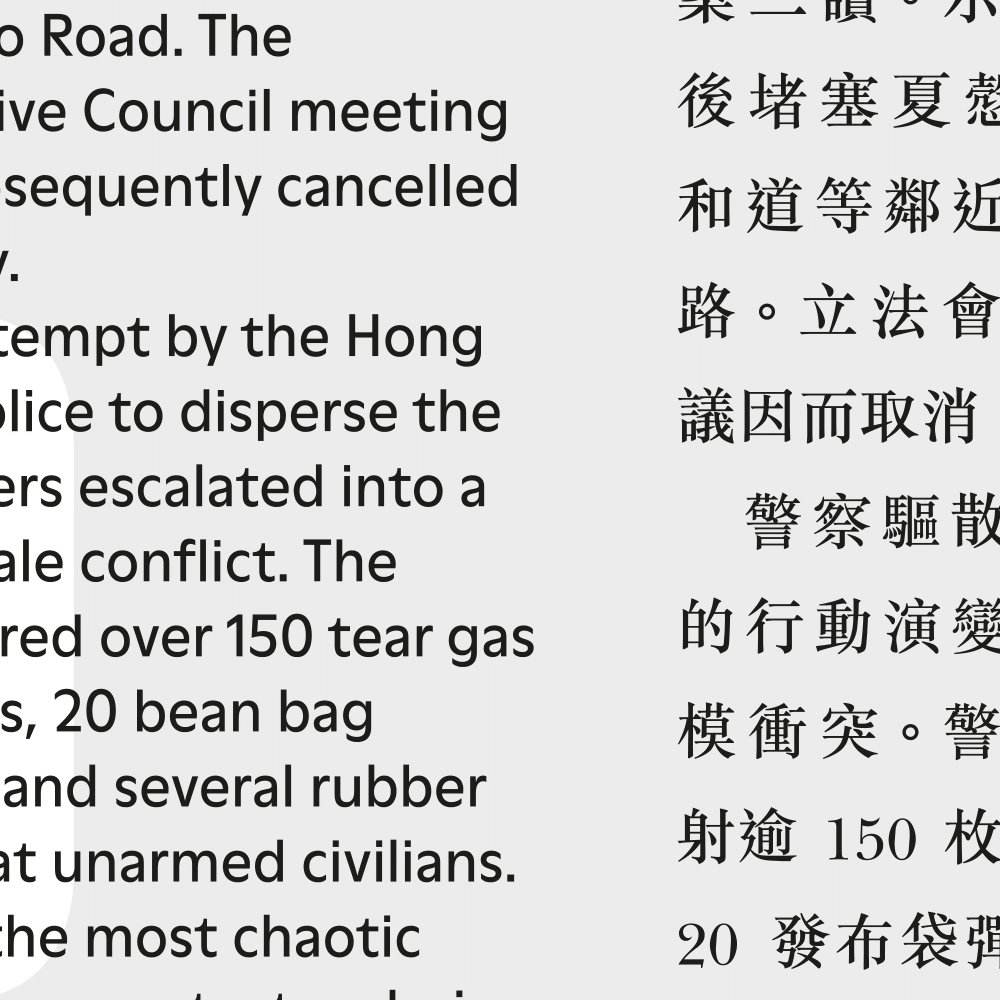 o Road. The
ive Council meeting
sequently cancelled
y.
tempt by the Hong
olice to disperse the
ers escalated into a
ale conflict. The
red over 150 tear gas
s, 20 bean bag
and several rubber
at unarmed civilians.
the most chaotic
後堵塞夏慤
和道等鄰近
路。立法會
議因而取消
警察驅散
的行動演變
模衝突。警
射逾 150 枚
20 發布袋彈